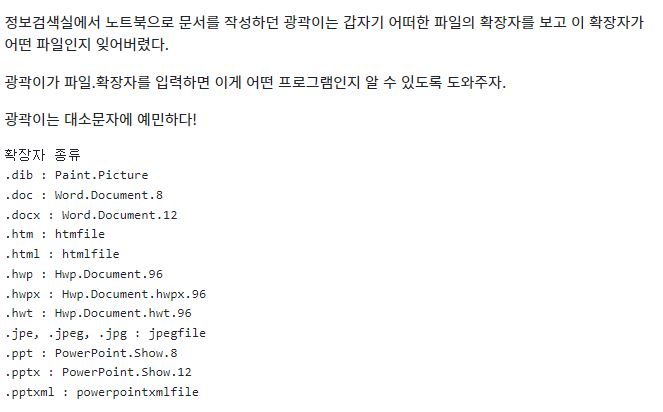 정보검색실에서 노트북으로 문서를 작성하던 광곽이는 갑자기 어떠한 파일의 확장자를 보고 이 확장자가
어떤 파일인지 잊어버렸다.
광곽이가 파일.확장자를 입력하면 이게 어떤 프로그램인지 알 수 있도록 도와주자.
광곽이는 대소문자에 예민하다!
확장자 종류
.dib : Paint.Picture
.doc : Word.Document.8
.docx : Word.Document.12
.htm : htmfile
.html : htmlfile
.hwp : Hwp.Document.96
.hwpx : Hwp.Document.hwpx.96
.hwt : Hwp.Document.hwt.96
.jpe, .jpeg, .jpg : jpegfile
.ppt : PowerPoint.Show.8
.pptx : PowerPoint.Show.12
.pptxml : powerpointxmlfile